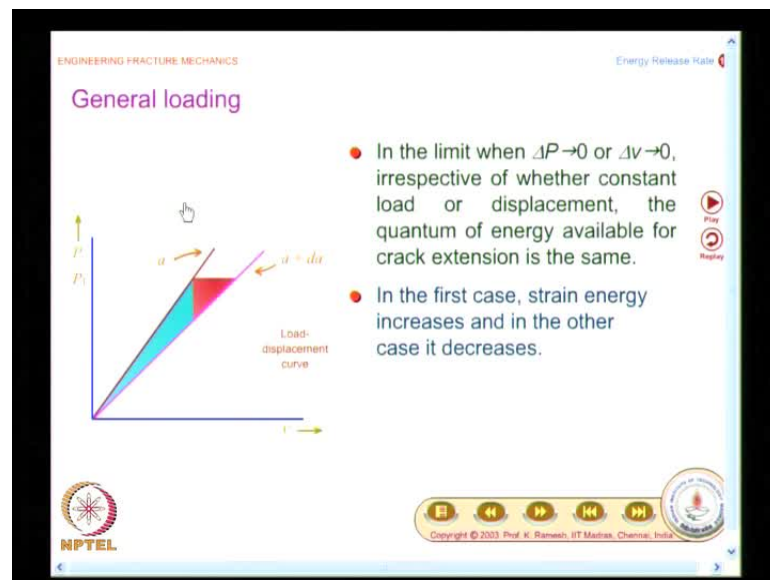 ENGINEERING FRACTURE MECHANICS
Energy Release Rate
General loading
In the limit when ΔP→0 or Δv→0,
irrespective of whether constant
load or displacement, the
quantum of energy available for
crack extension is the same.
In the first case, strain energy
increases and in the other
case it decreases.
P
P₁
a
a + da
Load-
displacement
curve
Play
Replay
NPTEL
Copyright © 2003 Prof. K. Ramesh, IIT Madras, Chennai, India